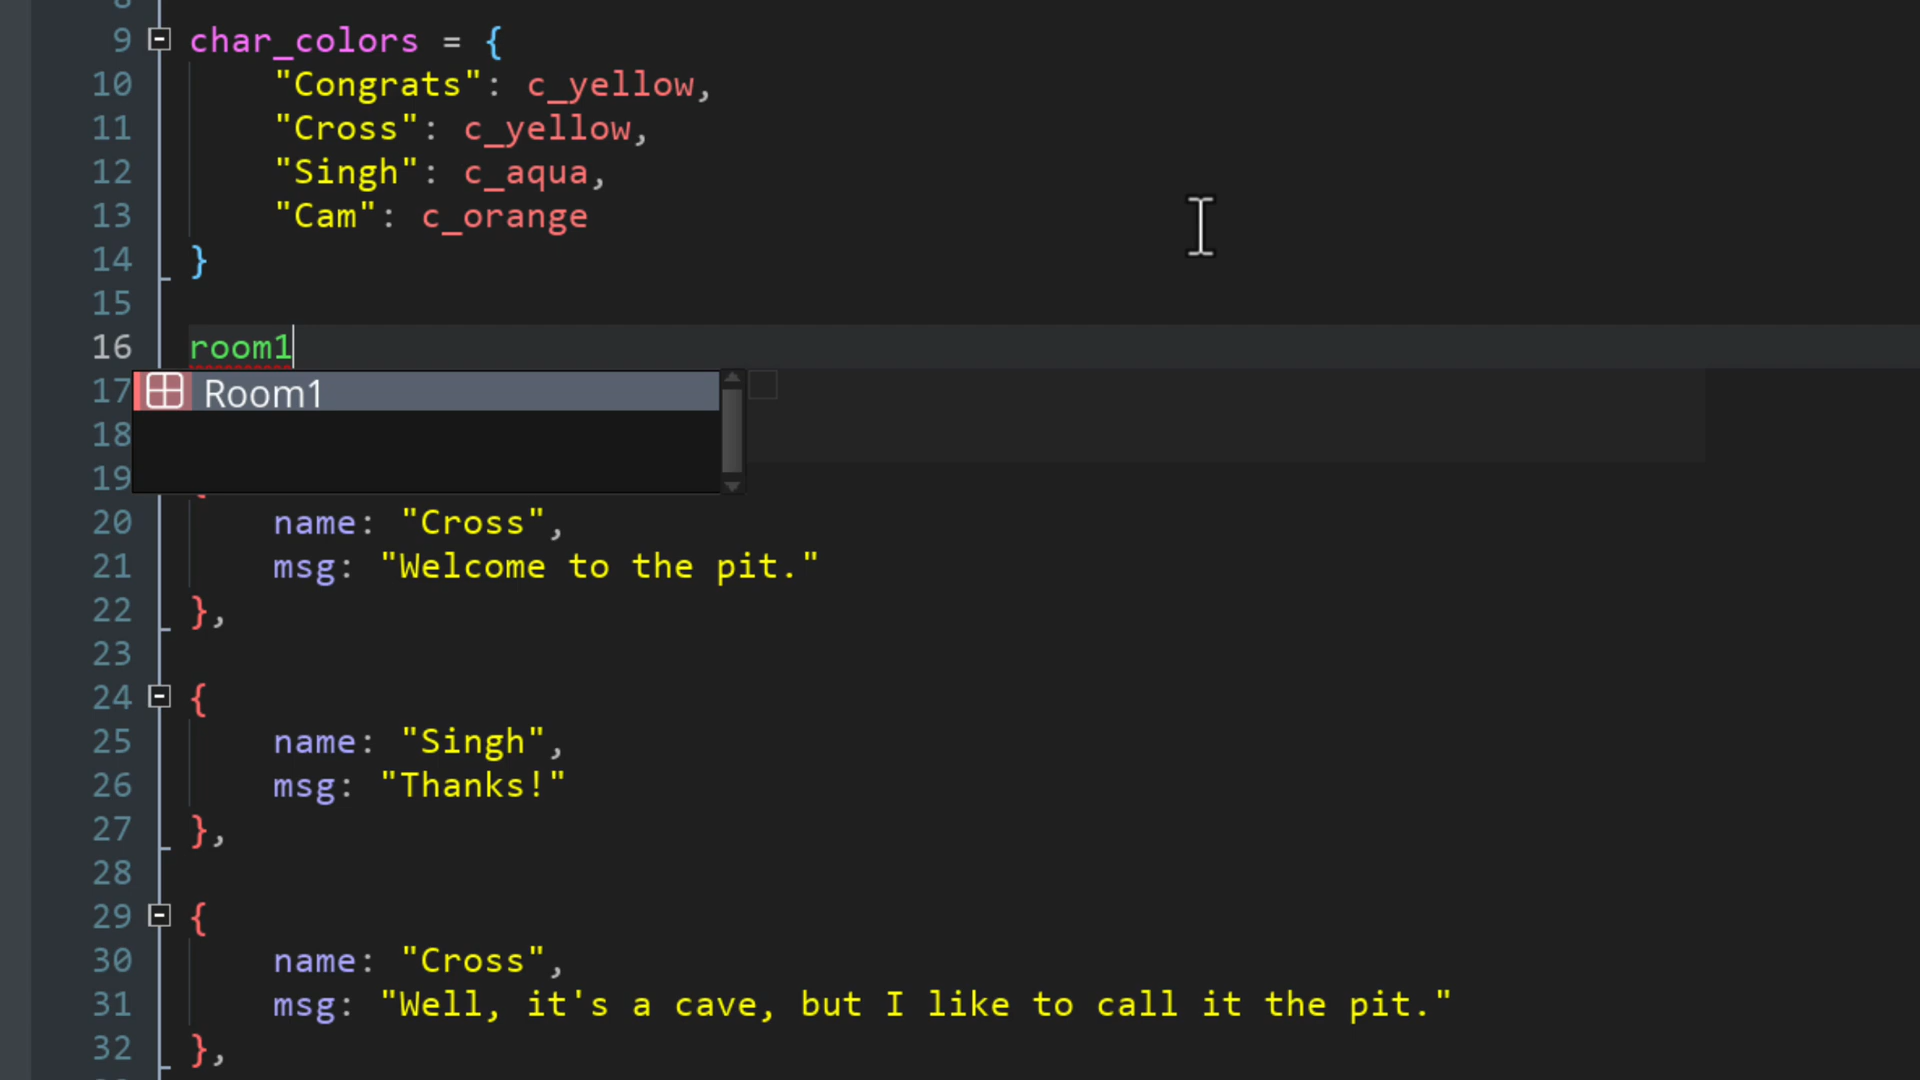 9 char_colors = {
10 "Congrats": c_yellow,
11 "Cross": c_yellow,
12 "Singh": c_aqua,
13 "Cam": c_orange
14 }
15
16 room1
17 Room1
18
19
20 name: "Cross",
21 msg: "Welcome to the pit."
22 },
23
24 {
25 name: "Singh",
26 msg: "Thanks!"
27 },
28
29 {
30 name: "Cross",
31 msg: "Well, it's a cave, but I like to call it the pit."
32 },